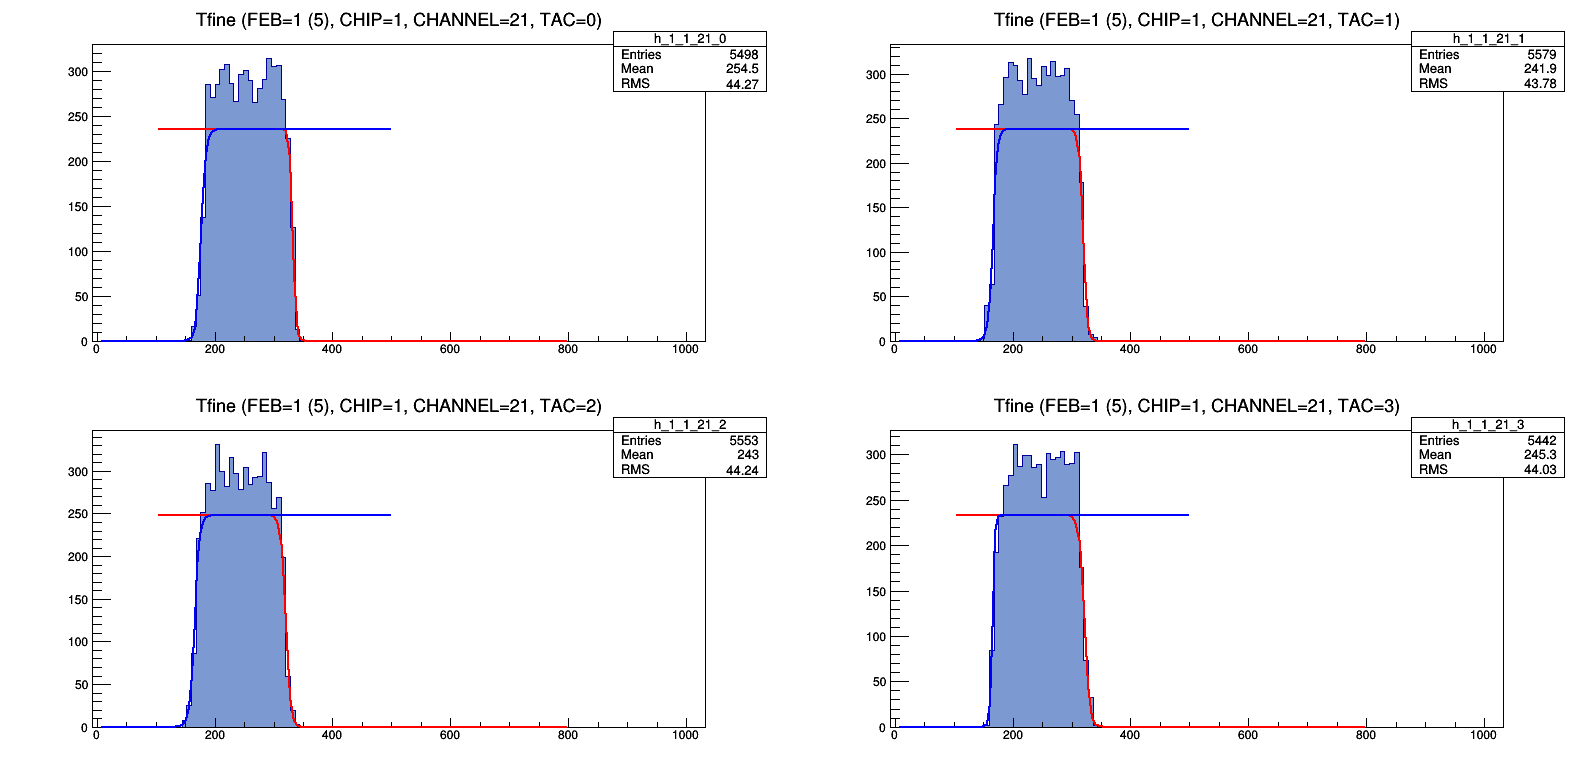 Tfine (FEB=1 (5), CHIP=1, CHANNEL=21, TAC=0)
h_1_1_21_0
Entries 5498
Mean 254.5
RMS 44.27
300
250
200
150
100
50
0
0 200 400 600 800 1000
Tfine (FEB=1 (5), CHIP=1, CHANNEL=21, TAC=1)
h_1_1_21_1
Entries 5579
Mean 241.9
RMS 43.78
300
250
200
150
100
50
0
0 200 400 600 800 1000
Tfine (FEB=1 (5), CHIP=1, CHANNEL=21, TAC=2)
h_1_1_21_2
Entries 5553
Mean 243
RMS 44.24
300
250
200
150
100
50
0
0 200 400 600 800 1000
Tfine (FEB=1 (5), CHIP=1, CHANNEL=21, TAC=3)
h_1_1_21_3
Entries 5442
Mean 245.3
RMS 44.03
300
250
200
150
100
50
0
0 200 400 600 800 1000